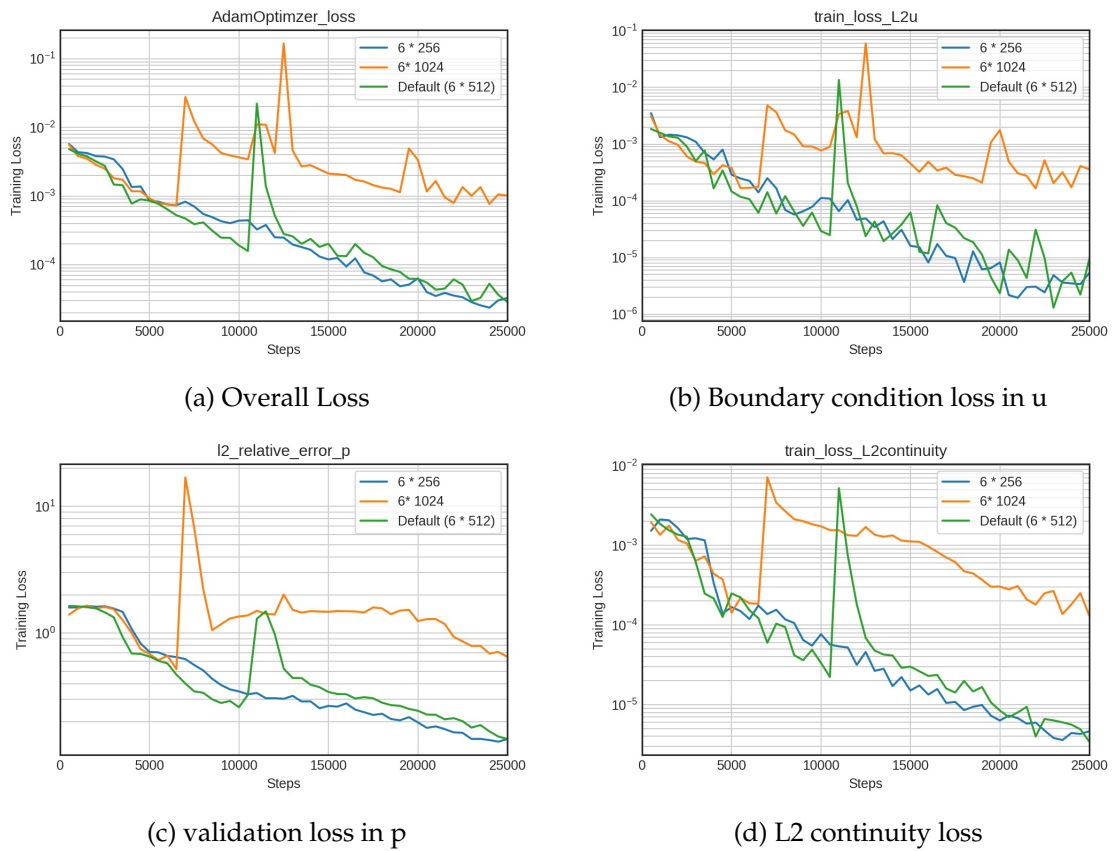 AdamOptimzer_loss
Training Loss
10⁻¹
10⁻²
10⁻³
10⁻⁴
6 * 256
6* 1024
Default (6 * 512)
0 5000 10000 15000 20000 25000
Steps
(a) Overall Loss
train_loss_L2u
Training Loss
10⁻¹
10⁻²
10⁻³
10⁻⁴
10⁻⁵
10⁻⁶
6 * 256
6* 1024
Default (6 * 512)
0 5000 10000 15000 20000 25000
Steps
(b) Boundary condition loss in u
l2_relative_error_p
Training Loss
10¹
10⁰
6 * 256
6* 1024
Default (6 * 512)
0 5000 10000 15000 20000 25000
Steps
(c) validation loss in p
train_loss_L2continuity
Training Loss
10⁻²
10⁻³
10⁻⁴
10⁻⁵
6 * 256
6* 1024
Default (6 * 512)
0 5000 10000 15000 20000 25000
Steps
(d) L2 continuity loss